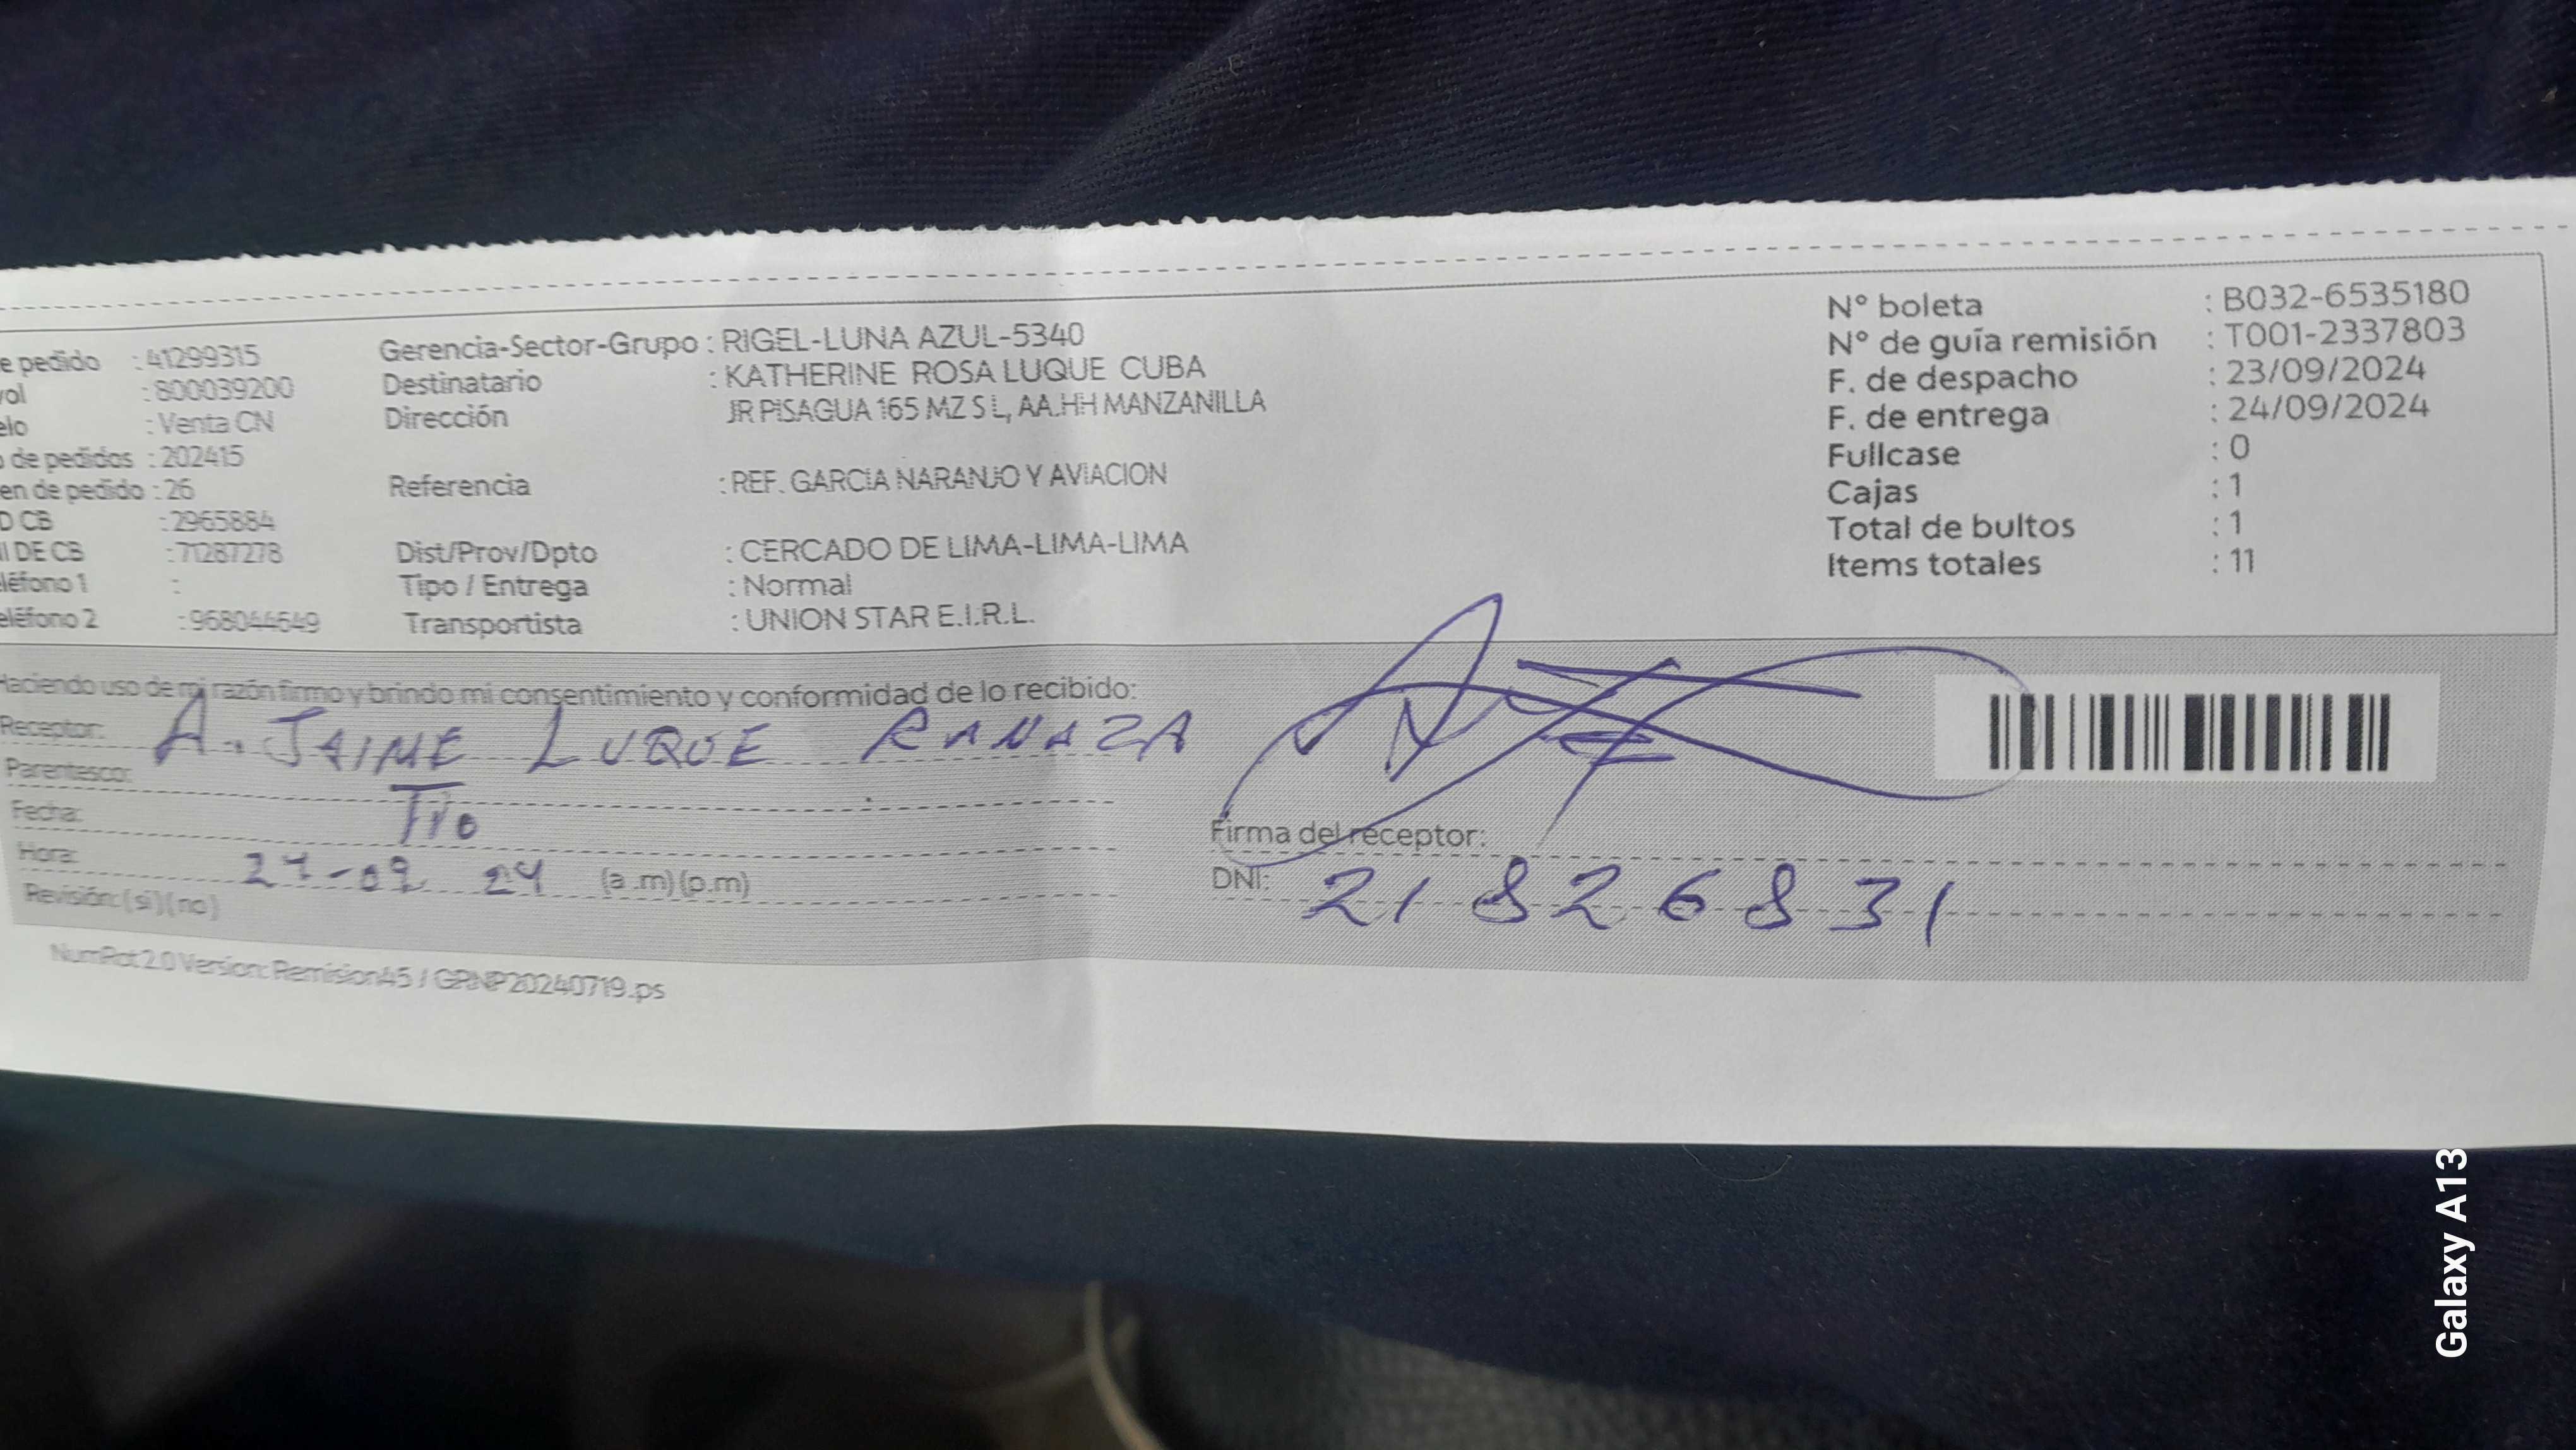 e pedido : 41299315
vol : 800039200
elo : Venta CN
o de pedidos : 202415
en de pedido : 26
D CB : 2965884
NI DE CB : 71287278
eléfono 1 :
eléfono 2 : 968044649
Gerencia-Sector-Grupo : RIGEL-LUNA AZUL-5340
Destinatario : KATHERINE ROSA LUQUE CUBA
Dirección JR PISAGUA 165 MZ S L, AA.HH MANZANILLA
Referencia : REF. GARCIA NARANJO Y AVIACION
Dist/Prov/Dpto : CERCADO DE LIMA-LIMA-LIMA
Tipo / Entrega : Normal
Transportista : UNION STAR E.I.R.L.
N° boleta : B032-6535180
N° de guía remisión : T001-2337803
F. de despacho : 23/09/2024
F. de entrega : 24/09/2024
Fullcase : 0
Cajas : 1
Total de bultos : 1
Items totales : 11
Haciendo uso de mi razón firmo y brindo mi consentimiento y conformidad de lo recibido:
Receptor: A. JAIME LUQUE
Parentesco: Tio
Fecha:
Hora: 24-09 24 (a.m)(p.m)
Revisión: (si)(no)
Firma del receptor:
DNI: 21826831
NumRot 2.0 Version: Remision45 / GPNP20240719.ps
Galaxy A13